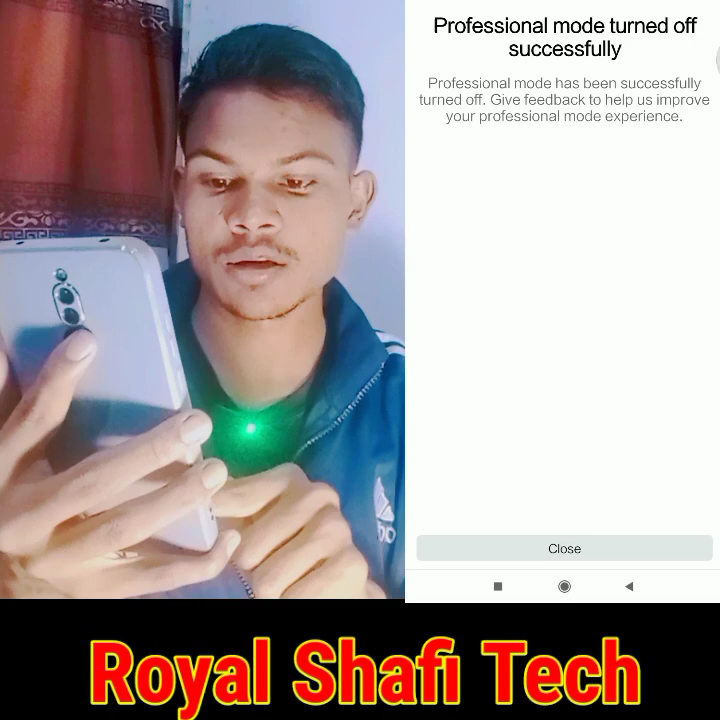 Professional mode turned off
successfully
Professional mode has been successfully
turned off. Give feedback to help us improve
your professional mode experience.
Close
Royal Shafi Tech